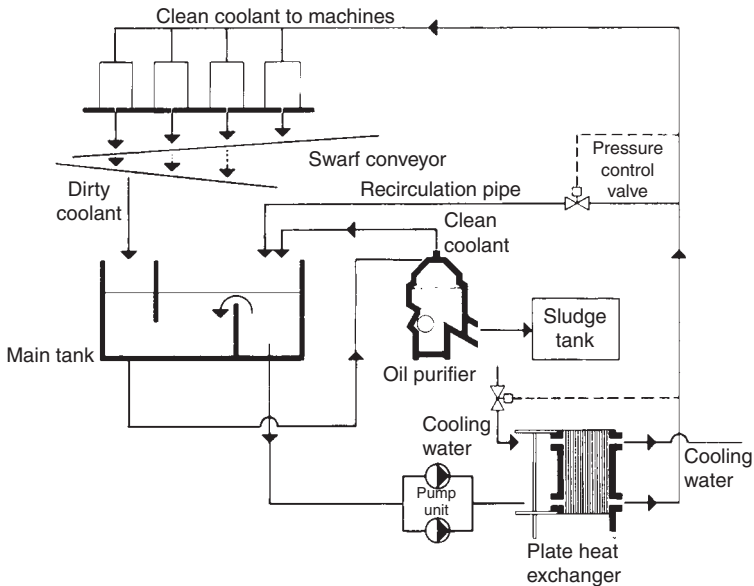 Clean coolant to machines
Swarf conveyor
Pressure
control
valve
Dirty
coolant
Recirculation pipe
Clean
coolant
Main tank
Sludge
tank
Oil purifier
Cooling
water
Cooling
water
Pump
unit
Plate heat
exchanger